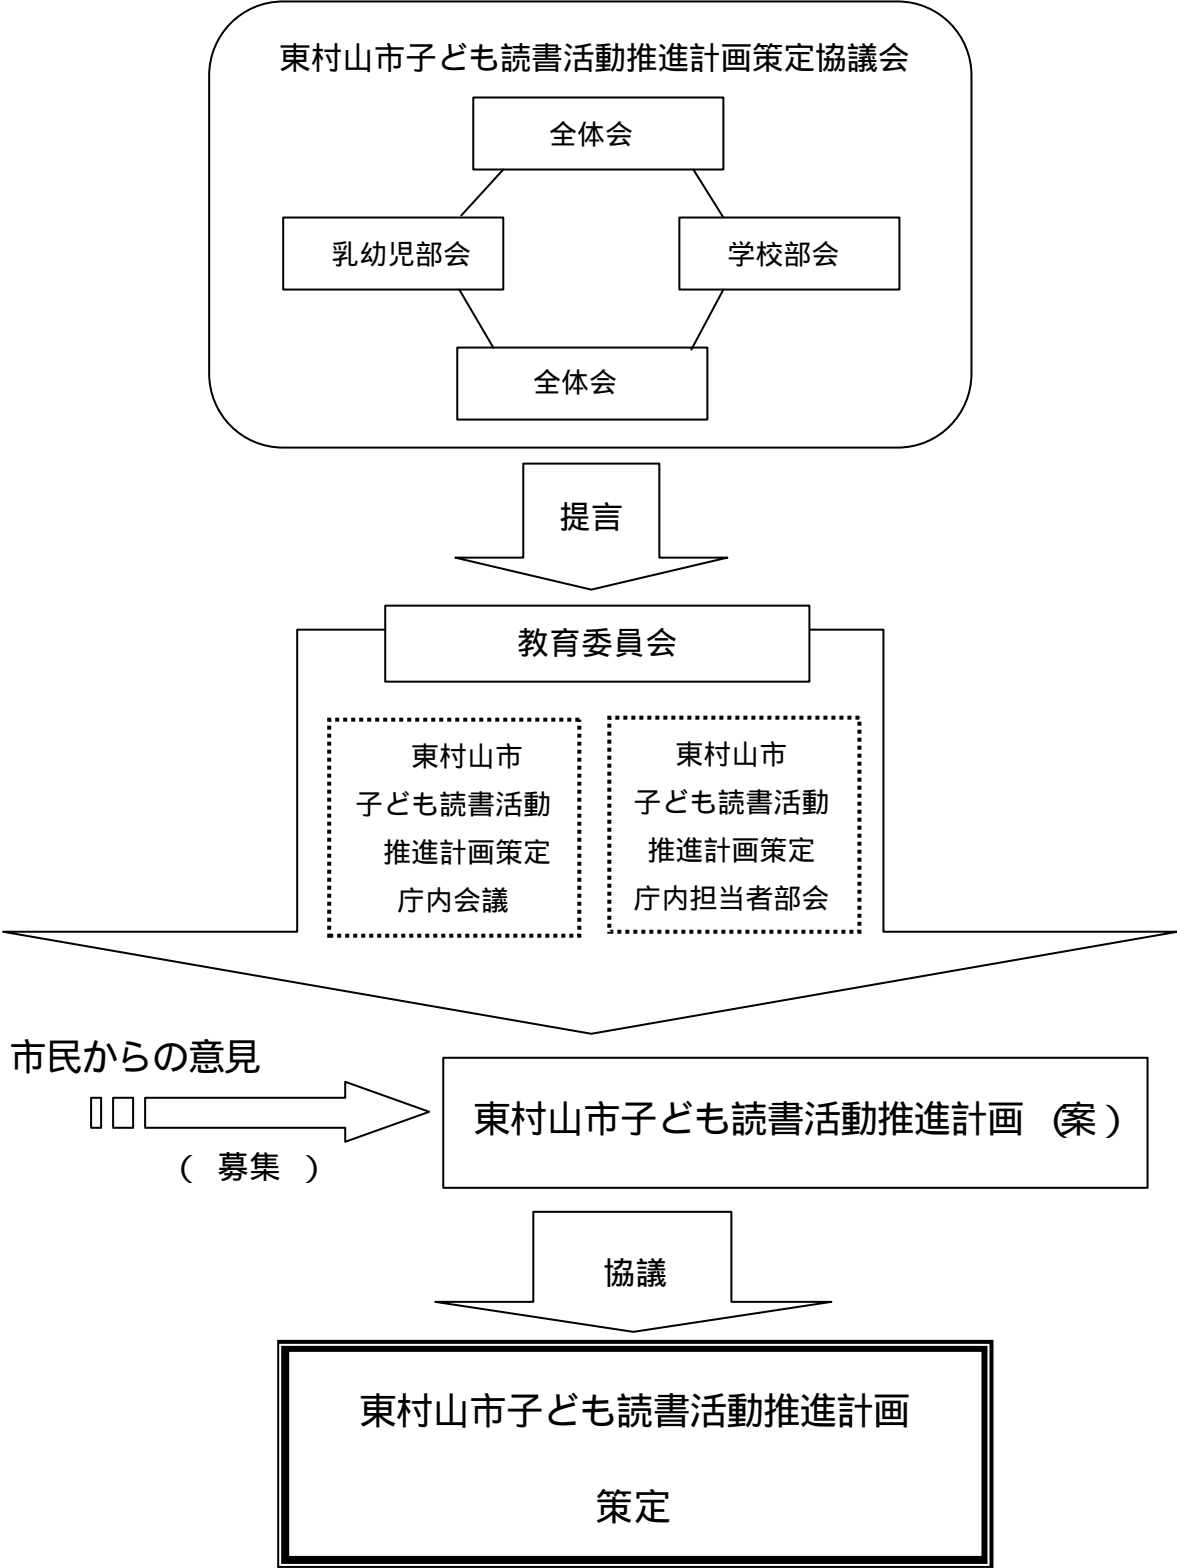 東村山市子ども読書活動推進計画策定協議会
全体会
乳幼児部会
学校部会
全体会
提言
教育委員会
東村山市
子ども読書活動
推進計画策定
庁内会議
東村山市
子ども読書活動
推進計画策定
庁内担当者部会
市民からの意見
(募集)
東村山市子ども読書活動推進計画(案)
協議
東村山市子ども読書活動推進計画
策定